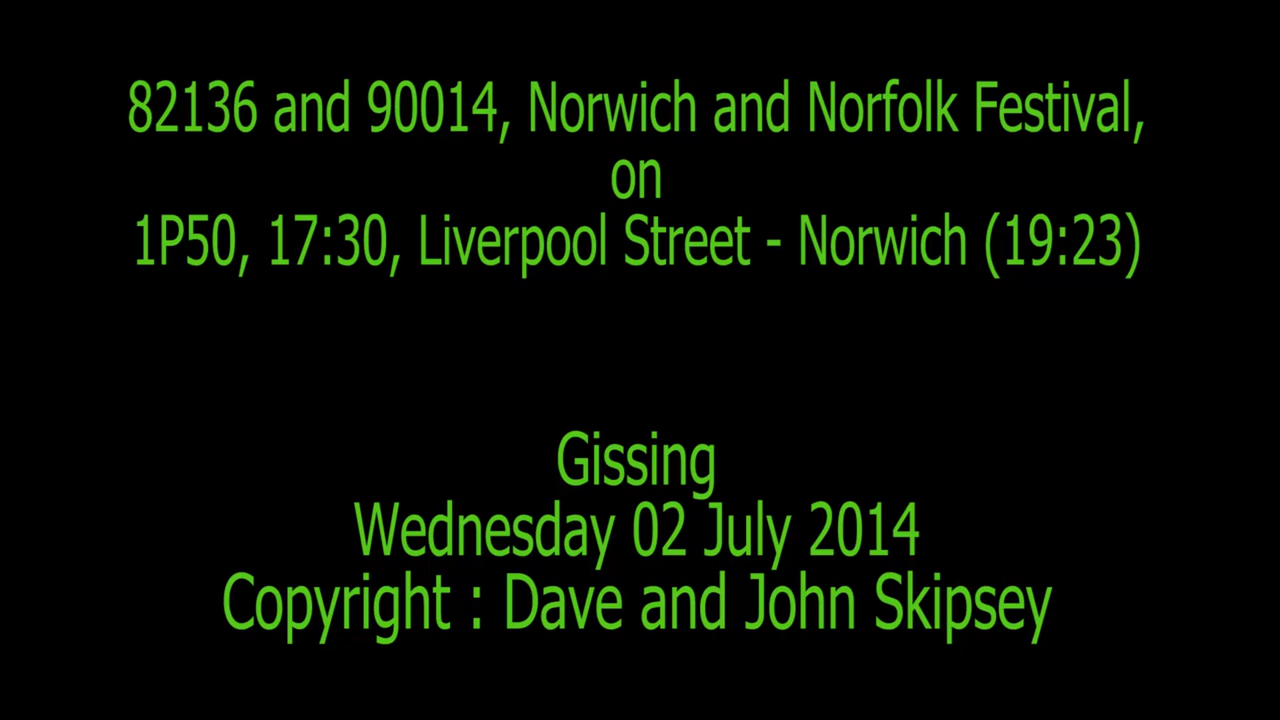 82136 and 90014, Norwich and Norfolk Festival,
on
1P50, 17:30, Liverpool Street - Norwich (19:23)
Gissing
Wednesday 02 July 2014
Copyright : Dave and John Skipsey